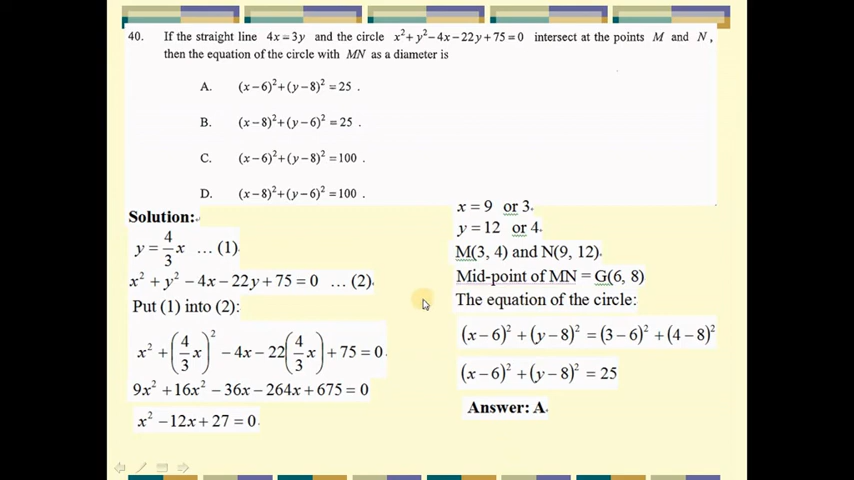 40. If the straight line 4x=3y and the circle x²+y²−4x−22y+75=0 intersect at the points M and N,
then the equation of the circle with MN as a diameter is
A. (x−6)²+(y−8)²=25 .
B. (x−8)²+(y−6)²=25 .
C. (x−6)²+(y−8)²=100 .
D. (x−8)²+(y−6)²=100 .
Solution:
y=4/3x …(1)
x²+y²−4x−22y+75=0 …(2)
Put (1) into (2):
x²+(4/3x)²−4x−22(4/3x)+75=0
9x²+16x²−36x−264x+675=0
x²−12x+27=0
x=9 or 3
y=12 or 4
M(3, 4) and N(9, 12)
Mid-point of MN = G(6, 8)
The equation of the circle:
(x−6)²+(y−8)²=(3−6)²+(4−8)²
(x−6)²+(y−8)²=25
Answer: A